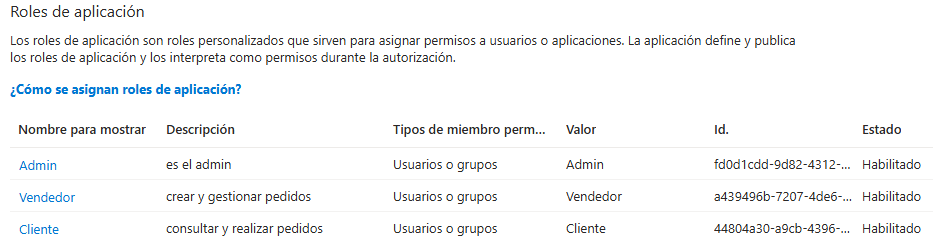 Roles de aplicación
Los roles de aplicación son roles personalizados que sirven para asignar permisos a usuarios o aplicaciones. La aplicación define y publica
los roles de aplicación y los interpreta como permisos durante la autorización.
¿Cómo se asignan roles de aplicación?
Nombre para mostrar Descripción Tipos de miembro perm... Valor Id. Estado
Admin es el admin Usuarios o grupos Admin fd0d1cdd-9d82-4312-... Habilitado
Vendedor crear y gestionar pedidos Usuarios o grupos Vendedor a439496b-7207-4de6-... Habilitado
Cliente consultar y realizar pedidos Usuarios o grupos Cliente 44804a30-a9cb-4396-... Habilitado